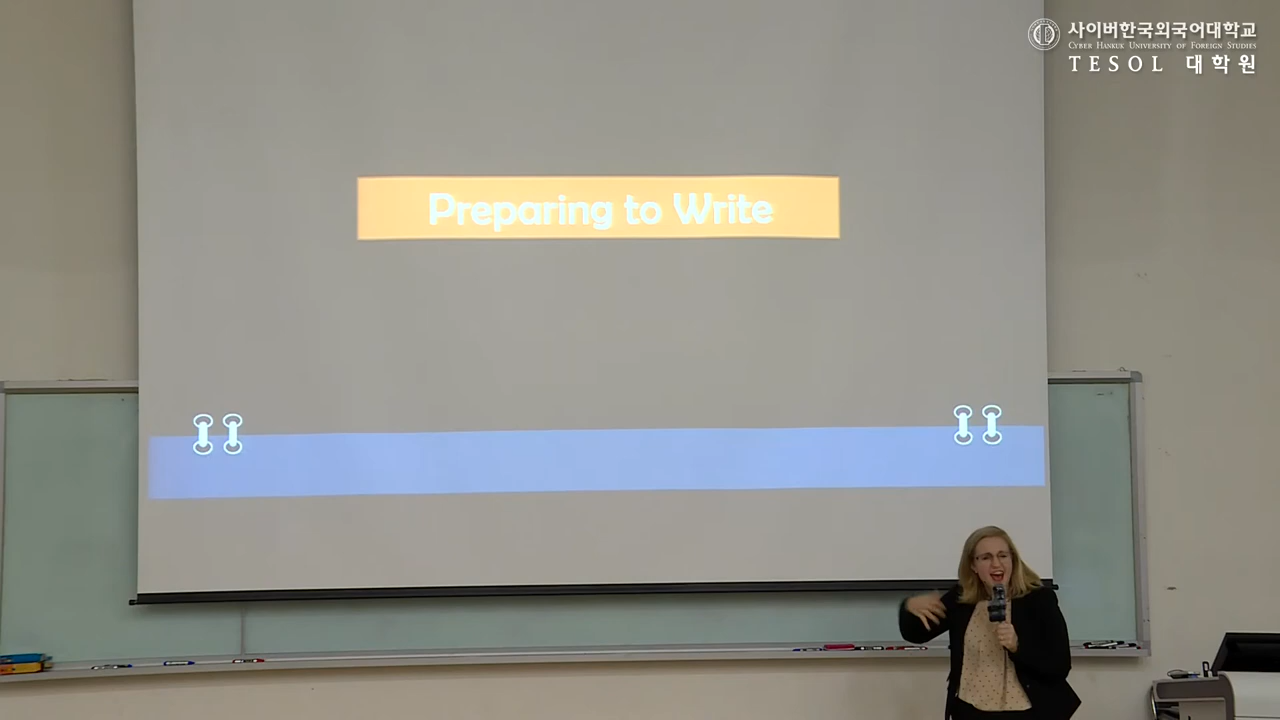 사이버한국외국어대학교
CYBER HANKUK UNIVERSITY OF FOREIGN STUDIES
TESOL 대학원
Preparing to Write